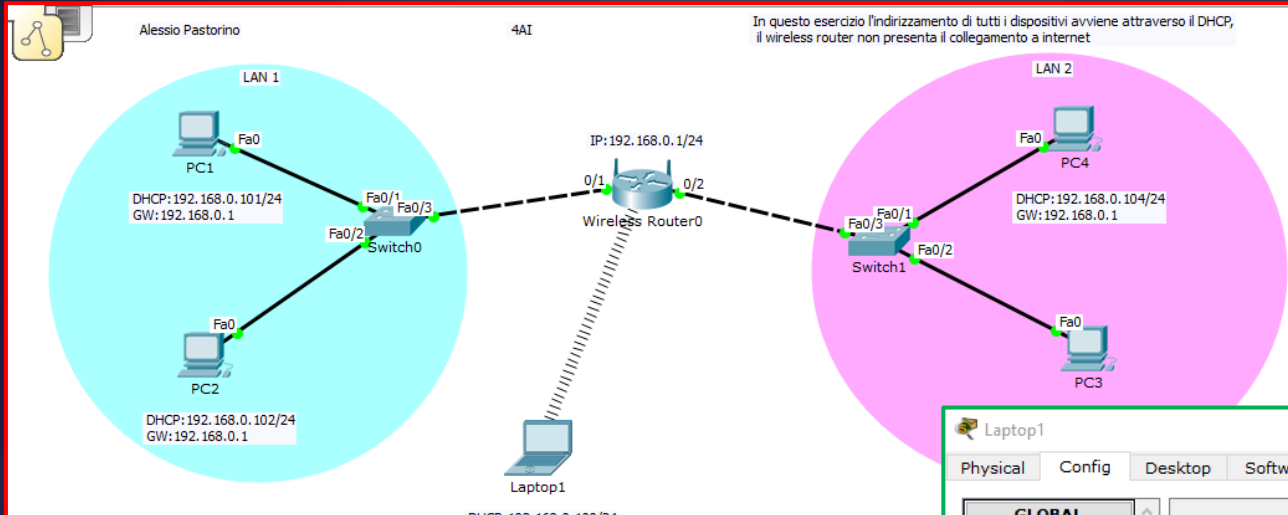 Alessio Pastorino
4AI
In questo esercizio l'indirizzamento di tutti i dispositivi avviene attraverso il DHCP,
il wireless router non presenta il collegamento a internet
LAN 1
Fa0
PC1
DHCP:192.168.0.101/24
GW:192.168.0.1
Fa0/1
Fa0/3
Fa0/2
Switch0
Fa0
PC2
DHCP:192.168.0.102/24
GW:192.168.0.1
IP:192.168.0.1/24
0/1
0/2
Wireless Router0
Laptop1
LAN 2
Fa0
PC4
DHCP:192.168.0.104/24
GW:192.168.0.1
Fa0/1
Fa0/3
Fa0/2
Switch1
Fa0
PC3
Laptop1
Physical Config Desktop
GLOBAL